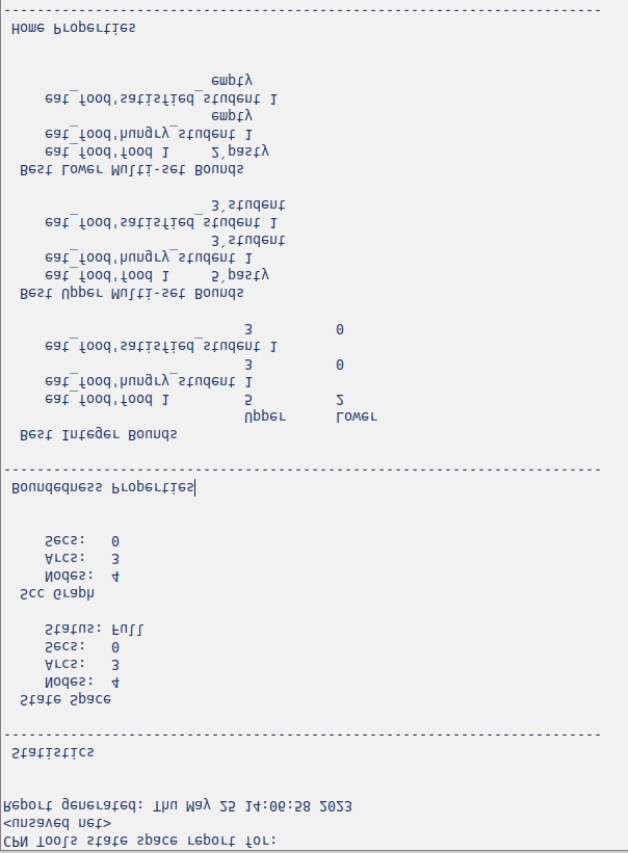 CPN Tools state space report for:
<unsaved net>
Report generated: Thu May 25 14:06:58 2023


 Statistics
------------------------------------------------------------------------

  State Space
     Nodes:  4
     Arcs:   3
     Secs:   0
     Status: Full

  Scc Graph
     Nodes:  4
     Arcs:   3
     Secs:   0


 Boundedness Properties
------------------------------------------------------------------------

  Best Integer Bounds
                             Upper      Lower
     eat_food'food 1         5          2
     eat_food'hungry_student 1
                             3          0
     eat_food'satisfied_student 1
                             3          0

  Best Upper Multi-set Bounds
     eat_food'food 1     5`pasty
     eat_food'hungry_student 1
                         3`student
     eat_food'satisfied_student 1
                         3`student

  Best Lower Multi-set Bounds
     eat_food'food 1     2`pasty
     eat_food'hungry_student 1
                         empty
     eat_food'satisfied_student 1
                         empty


 Home Properties
------------------------------------------------------------------------